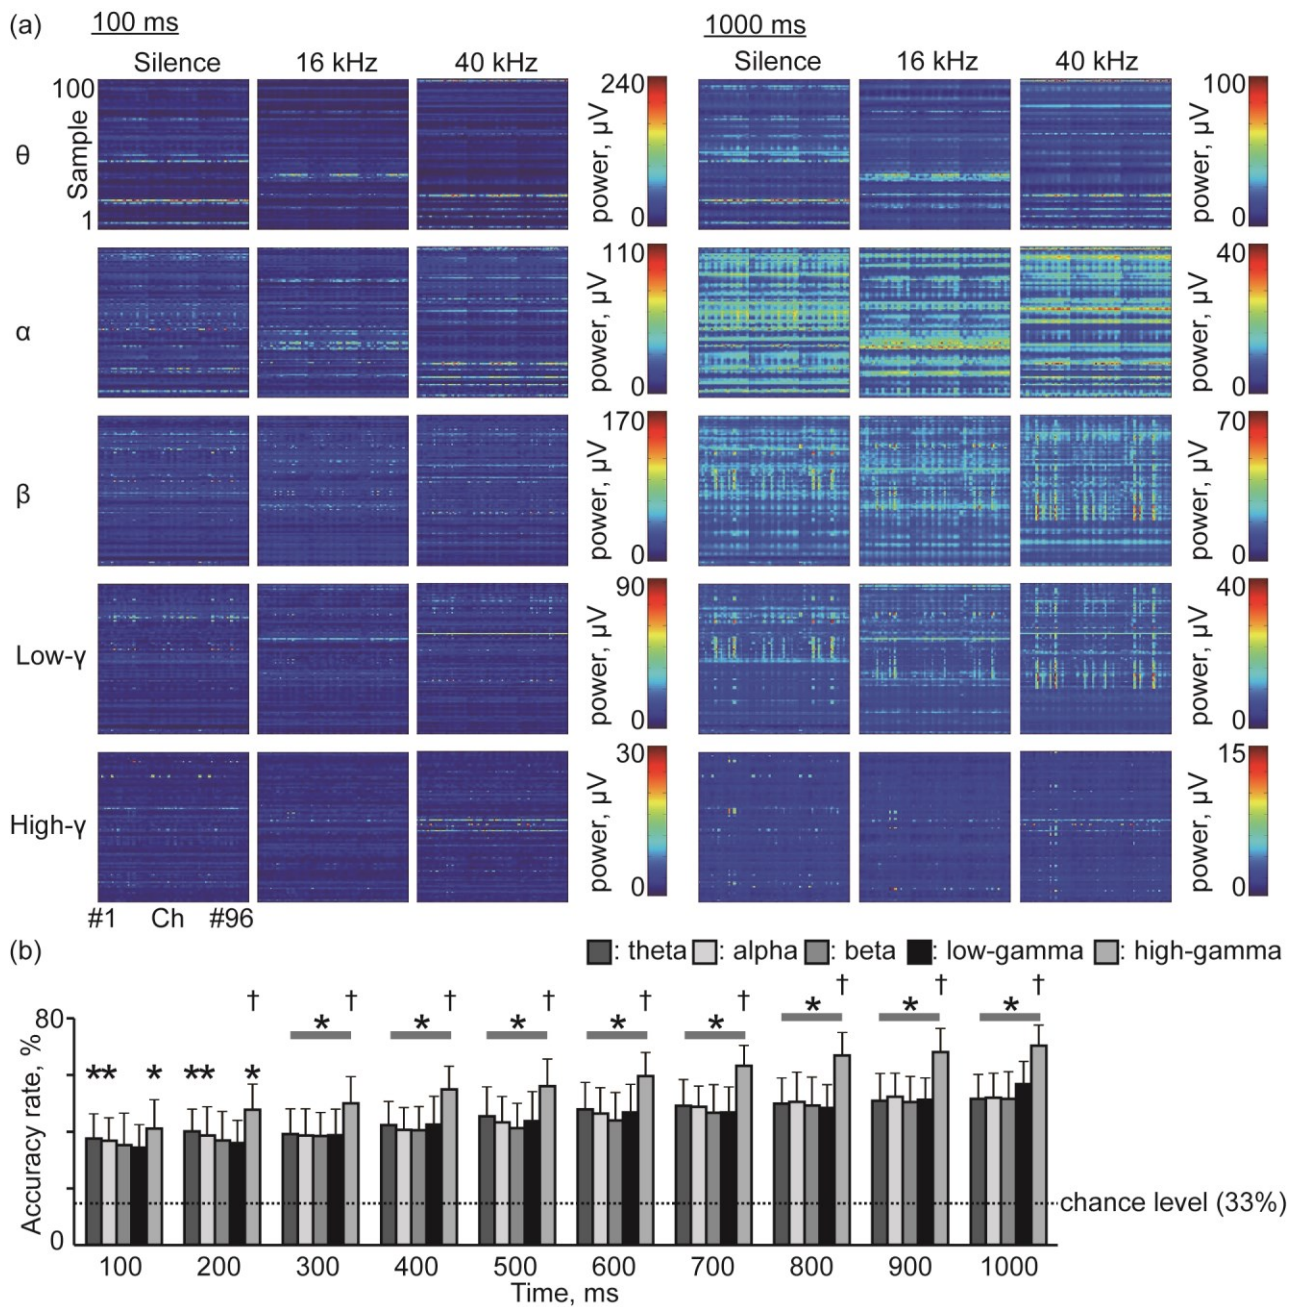 (a)
100 ms
1000 ms
Silence 16 kHz 40 kHz
Silence 16 kHz 40 kHz
θ
Sample
100
1
240
power, µV
0
100
power, µV
0
α
110
power, µV
0
40
power, µV
0
β
170
power, µV
0
70
power, µV
0
Low-γ
90
power, µV
0
40
power, µV
0
High-γ
30
power, µV
0
15
power, µV
0
#1 Ch #96
(b)
: theta : alpha : beta : low-gamma : high-gamma
† † † † † † † † †
** * ** * * * * * * * * *
80
Accuracy rate, %
0
chance level (33%)
100 200 300 400 500 600 700 800 900 1000
Time, ms